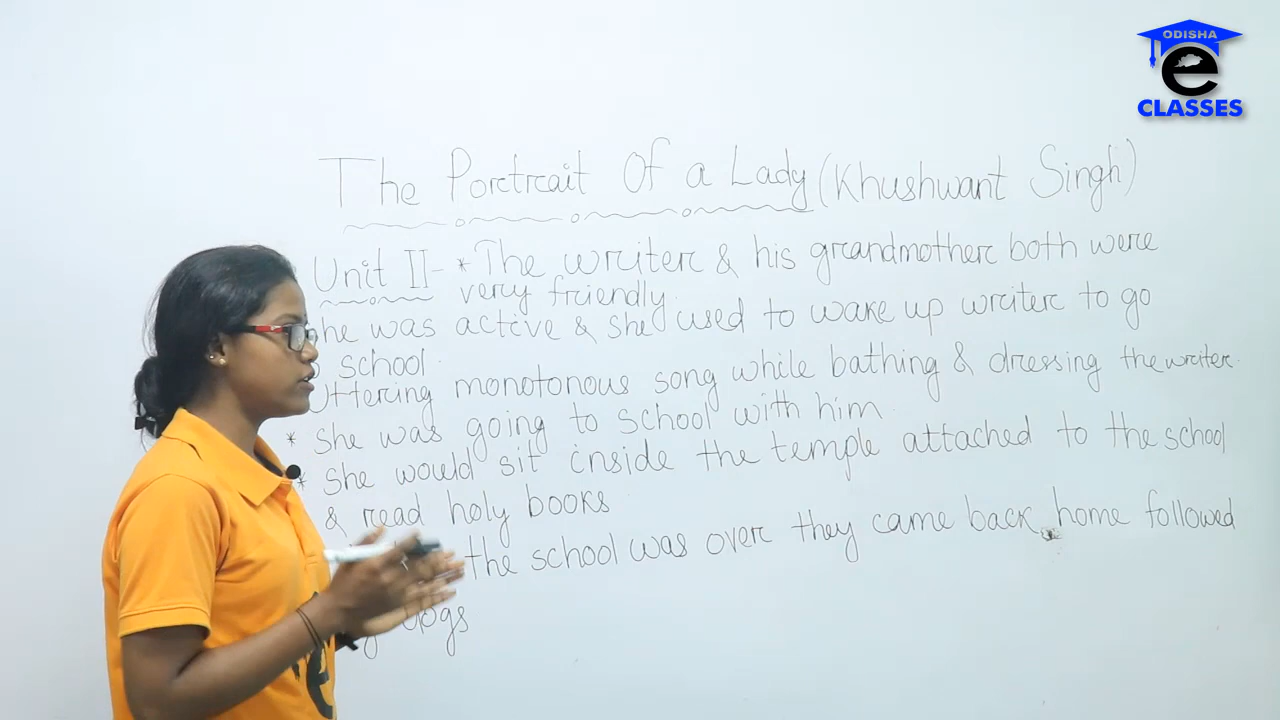 ODISHA
e
CLASSES
The Portrait Of a Lady (Khushwant Singh)
Unit II- * The writer & his grandmother both were
very friendly.
he was active & she used to wake up writer to go
school.
Uttering monotonous song while bathing & dressing the writer.
* She was going to school with him
* She would sit inside the temple attached to the school
& read holy books
the school was over they came back home followed
dogs